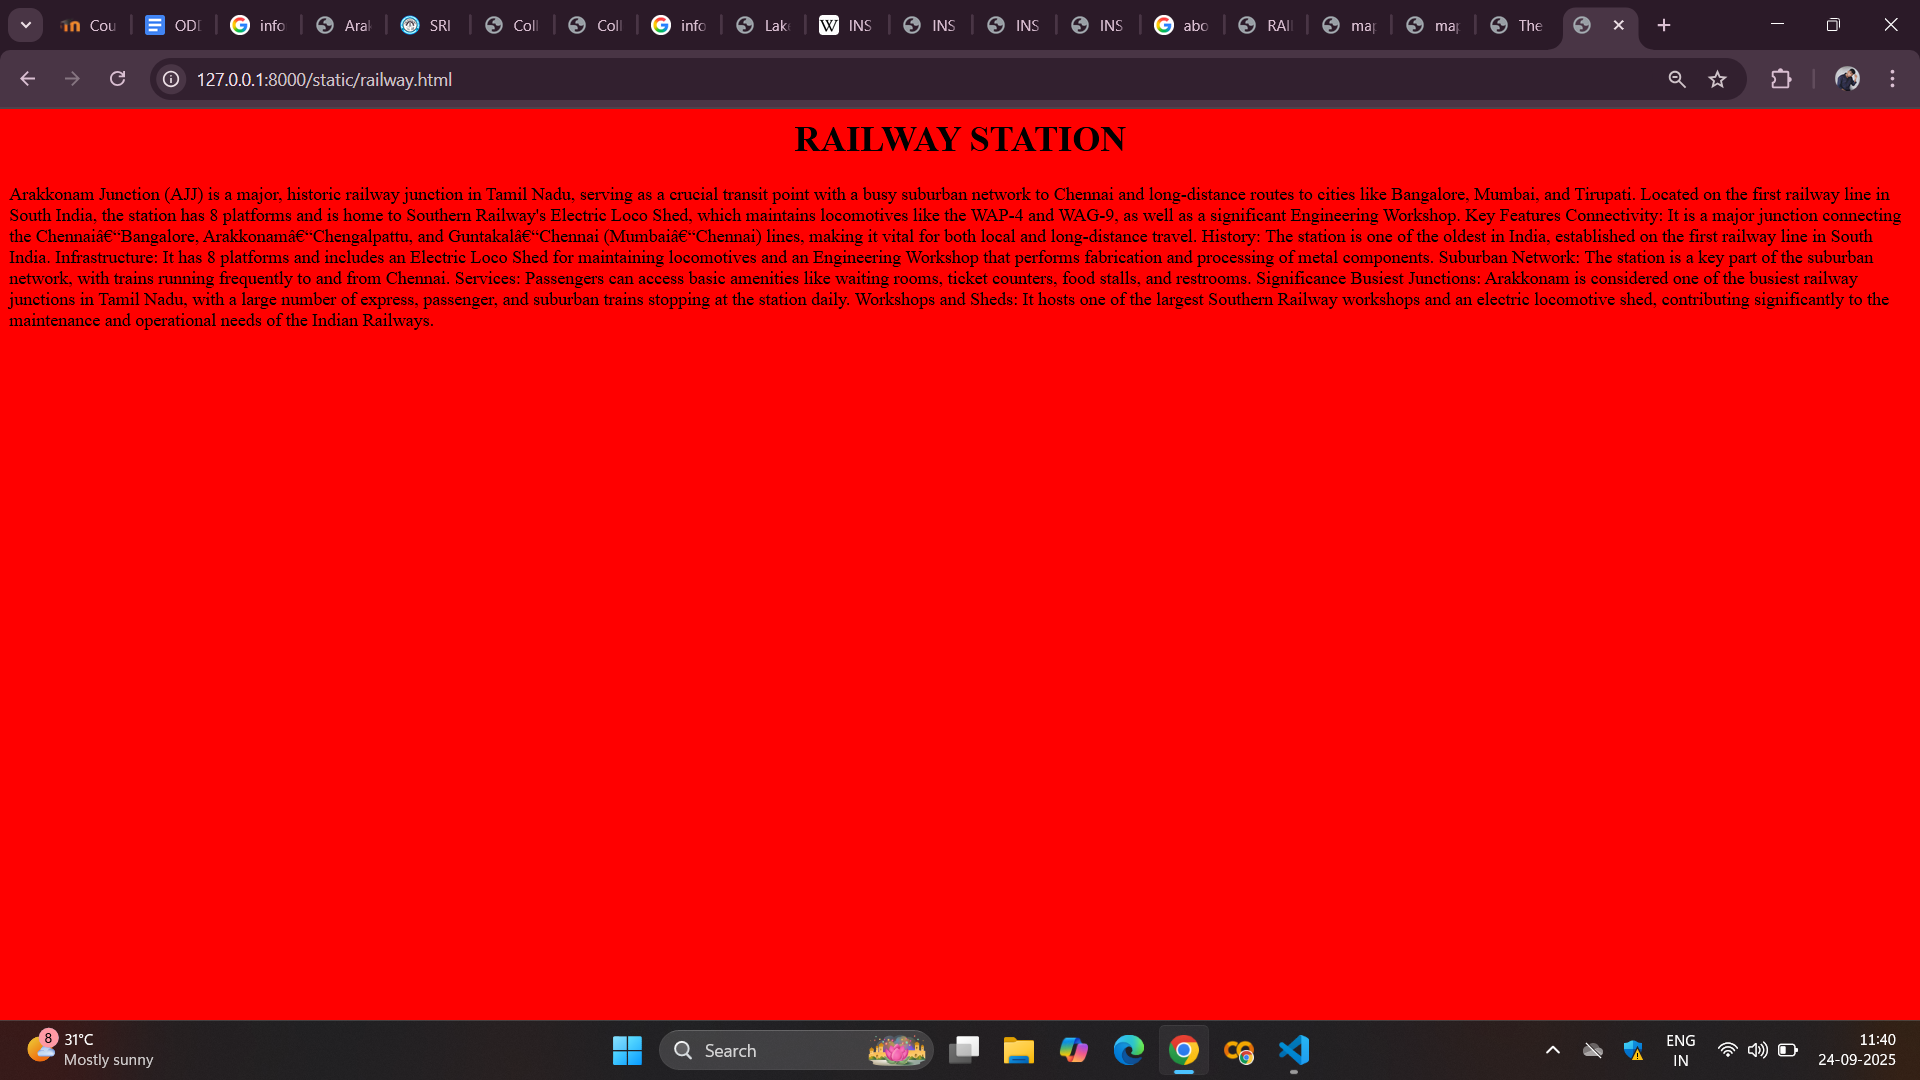 Cou
ODI
info
Aral
SRI
Coll
Coll
info
Lake
W INS
INS
INS
INS
abo
RAII
map
map
The
127.0.0.1:8000/static/railway.html
RAILWAY STATION
Arakkonam Junction (AJJ) is a major, historic railway junction in Tamil Nadu, serving as a crucial transit point with a busy suburban network to Chennai and long-distance routes to cities like Bangalore, Mumbai, and Tirupati. Located on the first railway line in
South India, the station has 8 platforms and is home to Southern Railway's Electric Loco Shed, which maintains locomotives like the WAP-4 and WAG-9, as well as a significant Engineering Workshop. Key Features Connectivity: It is a major junction connecting
the Chennaiâ€“Bangalore, Arakkonamâ€“Chengalpattu, and Guntakalâ€“Chennai (Mumbaiâ€“Chennai) lines, making it vital for both local and long-distance travel. History: The station is one of the oldest in India, established on the first railway line in South
India. Infrastructure: It has 8 platforms and includes an Electric Loco Shed for maintaining locomotives and an Engineering Workshop that performs fabrication and processing of metal components. Suburban Network: The station is a key part of the suburban
network, with trains running frequently to and from Chennai. Services: Passengers can access basic amenities like waiting rooms, ticket counters, food stalls, and restrooms. Significance Busiest Junctions: Arakkonam is considered one of the busiest railway
junctions in Tamil Nadu, with a large number of express, passenger, and suburban trains stopping at the station daily. Workshops and Sheds: It hosts one of the largest Southern Railway workshops and an electric locomotive shed, contributing significantly to the
maintenance and operational needs of the Indian Railways.
8
31°C
Mostly sunny
Search
ENG
IN
11:40
24-09-2025